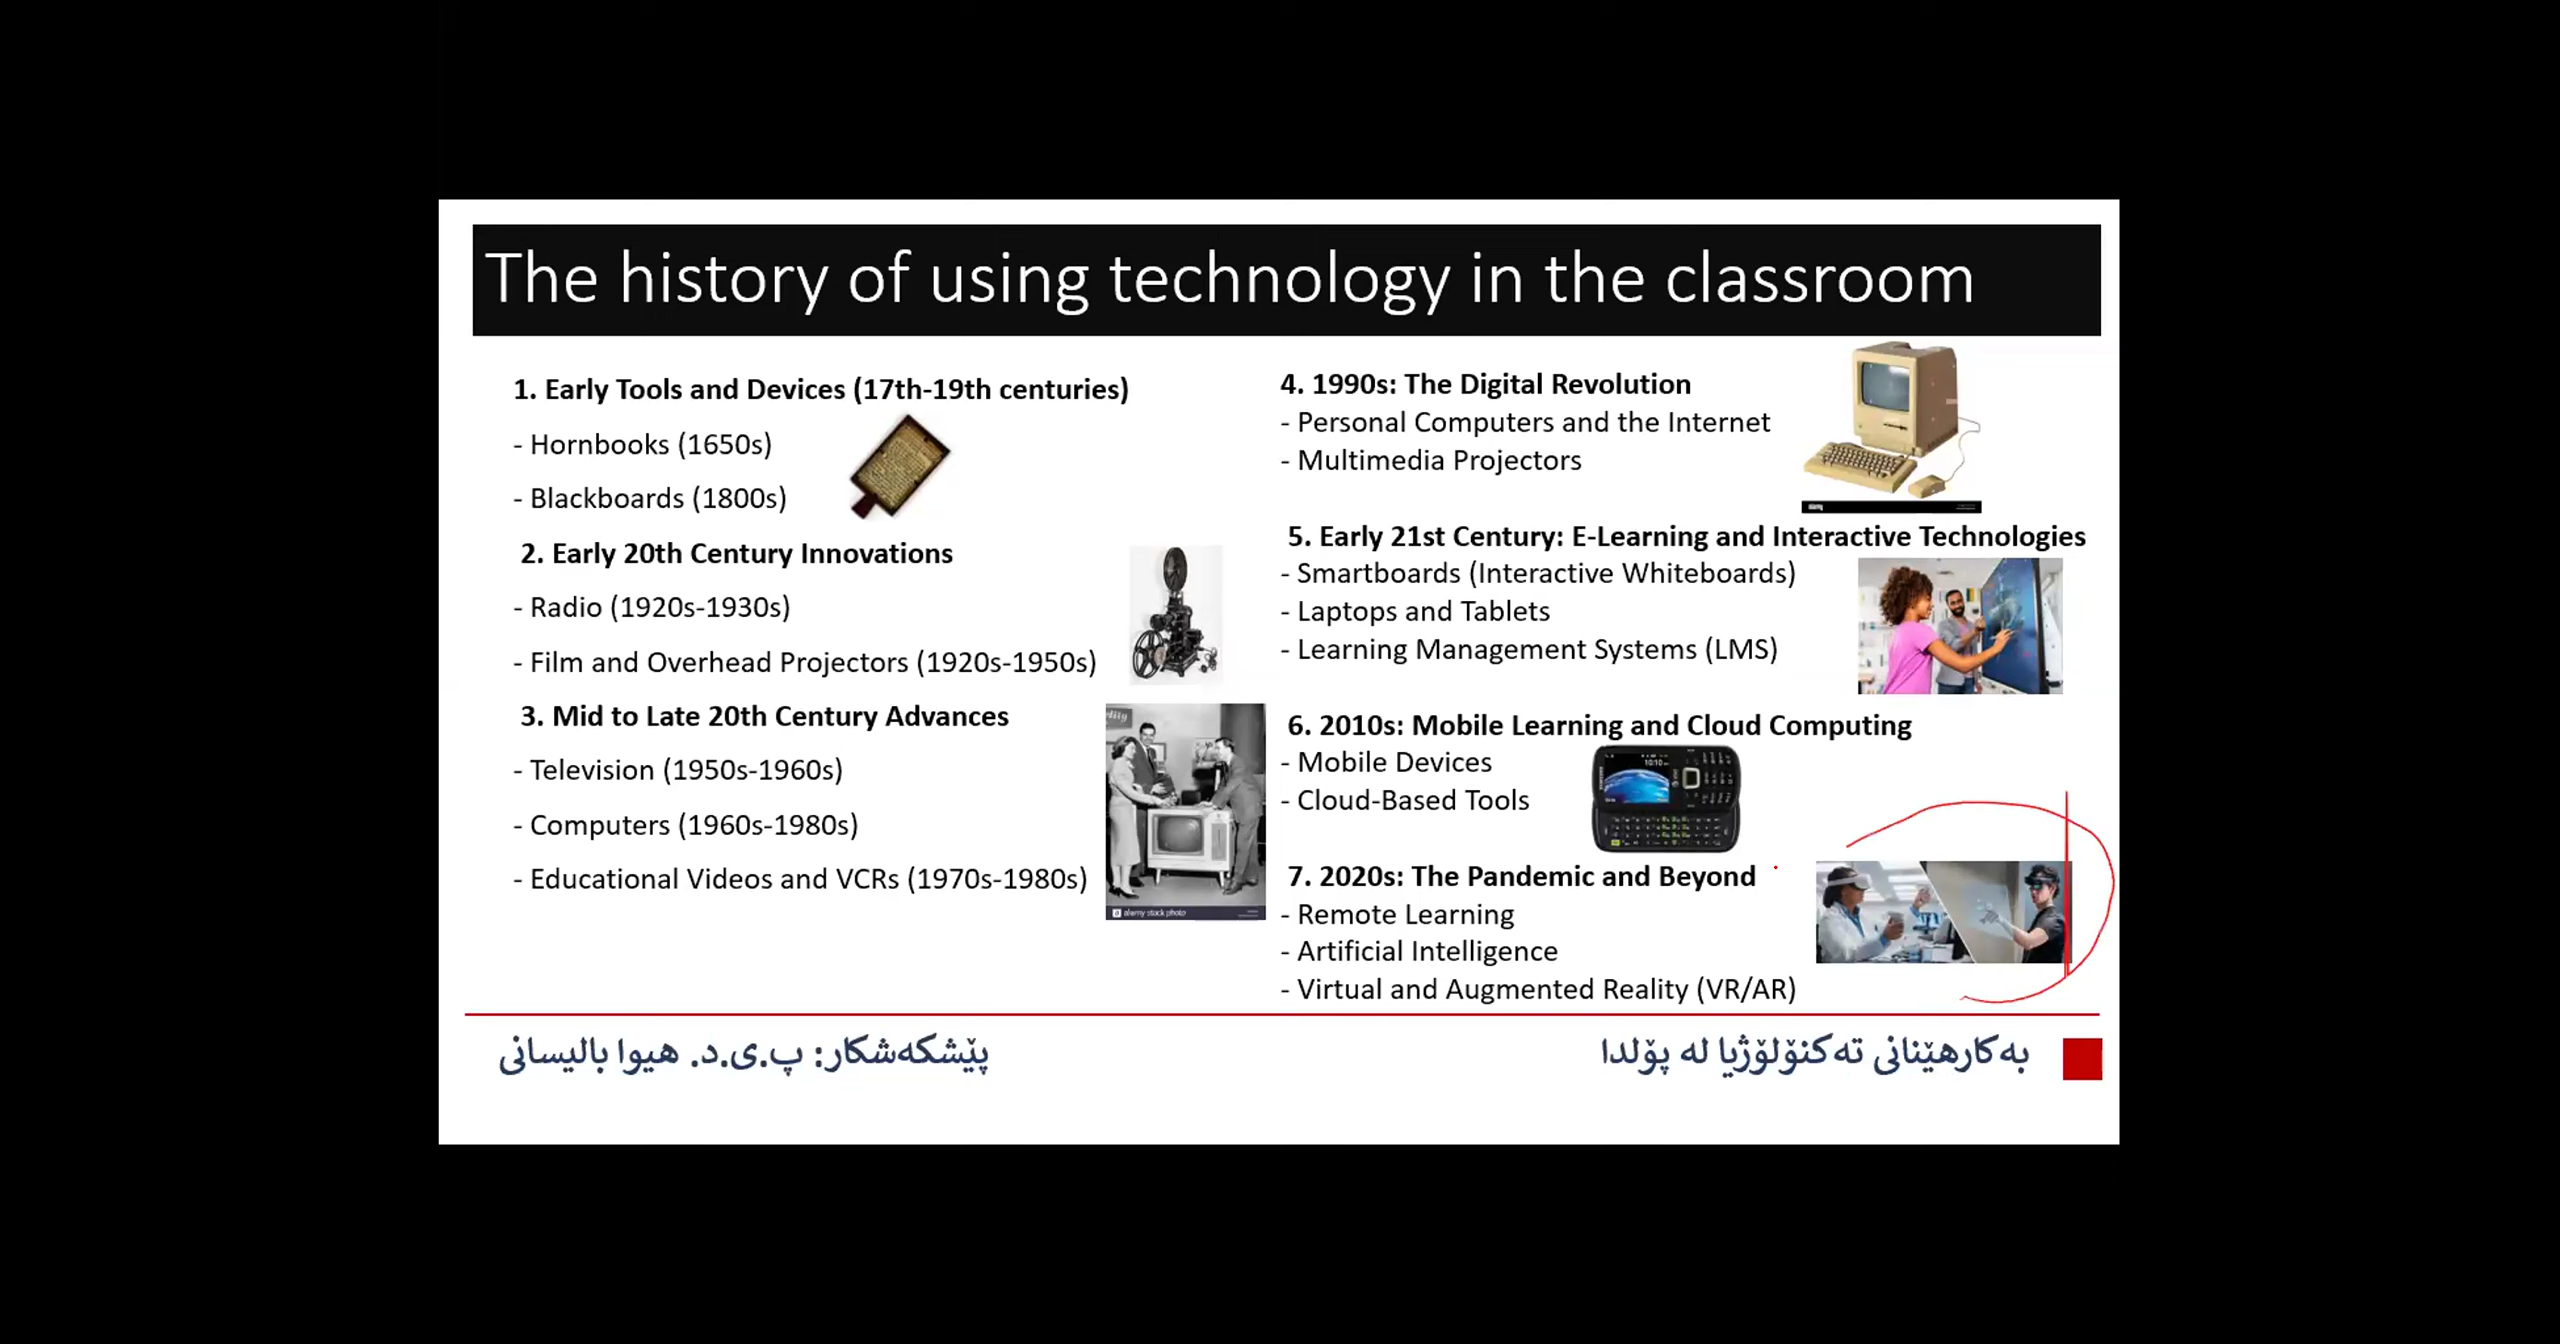 The history of using technology in the classroom
1. Early Tools and Devices (17th-19th centuries)
- Hornbooks (1650s)
- Blackboards (1800s)
2. Early 20th Century Innovations
- Radio (1920s-1930s)
- Film and Overhead Projectors (1920s-1950s)
3. Mid to Late 20th Century Advances
- Television (1950s-1960s)
- Computers (1960s-1980s)
- Educational Videos and VCRs (1970s-1980s)
alamy stock photo
4. 1990s: The Digital Revolution
- Personal Computers and the Internet
- Multimedia Projectors
alamy
5. Early 21st Century: E-Learning and Interactive Technologies
- Smartboards (Interactive Whiteboards)
- Laptops and Tablets
- Learning Management Systems (LMS)
6. 2010s: Mobile Learning and Cloud Computing
- Mobile Devices
- Cloud-Based Tools
10:10
7. 2020s: The Pandemic and Beyond
- Remote Learning
- Artificial Intelligence
- Virtual and Augmented Reality (VR/AR)
بەکارهێنانی تەکنۆلۆژیا لە پۆلدا
پێشکەشکار: پ.ی.د. هیوا بالیسانی